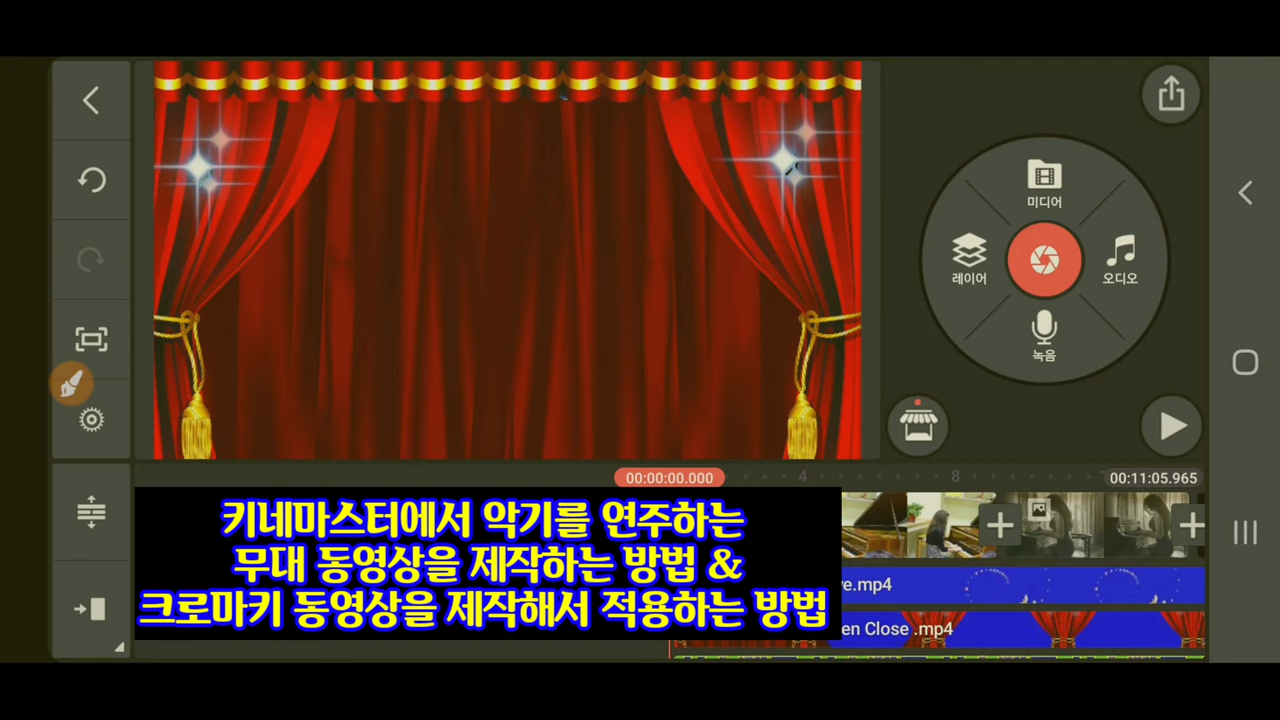 미디어
레이어
오디오
녹음
00:00:00.000
4
8
00:11:05.965
키네마스터에서 악기를 연주하는
무대 동영상을 제작하는 방법 &
크로마키 동영상을 제작해서 적용하는 방법
ve.mp4
en Close .mp4